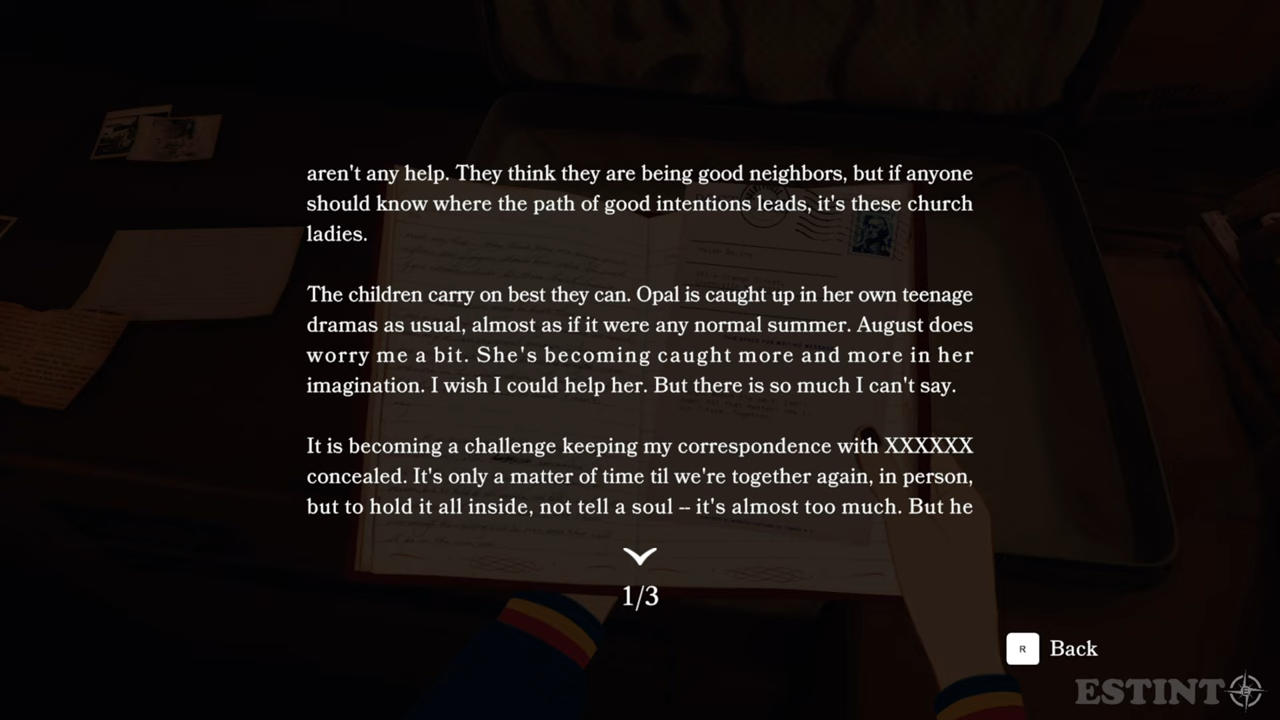 aren't any help. They think they are being good neighbors, but if anyone
should know where the path of good intentions leads, it's these church
ladies.
The children carry on best they can. Opal is caught up in her own teenage
dramas as usual, almost as if it were any normal summer. August does
worry me a bit. She's becoming caught more and more in her
imagination. I wish I could help her. But there is so much I can't say.
It is becoming a challenge keeping my correspondence with XXXXXX
concealed. It's only a matter of time til we're together again, in person,
but to hold it all inside, not tell a soul -- it's almost too much. But he
1/3
R Back
ESTINTO